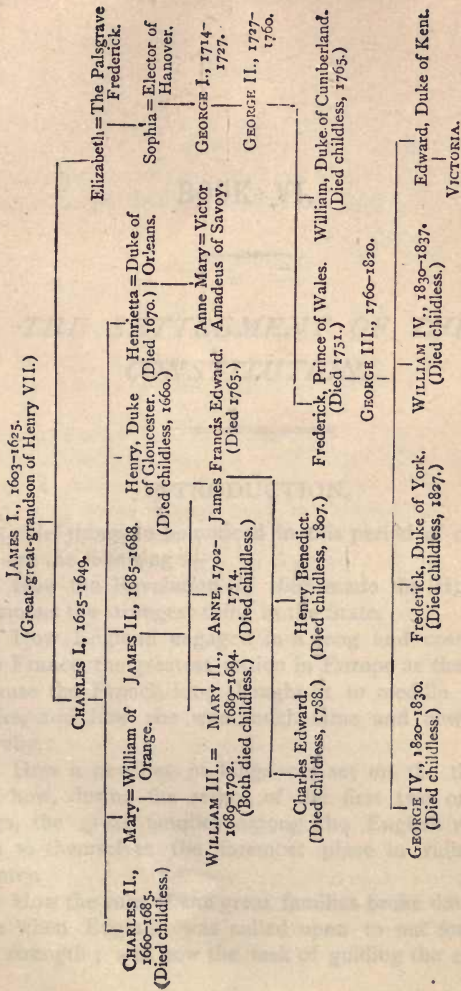 JAMES I., 1603-1625.
(Great-great-grandson of Henry VII.)
CHARLES I., 1625-1649.
Elizabeth = The Palsgrave
Frederick.
CHARLES II.,
1660-1685.
(Died childless.)
Mary = William of
Orange.
JAMES II., 1685-1688.
Henry, Duke
of Gloucester.
(Died childless, 1660.)
Henrietta = Duke of
(Died 1670.) Orleans.
Sophia = Elector of
Hanover.
WILLIAM III. = MARY II.,
1689-1702. 1689-1694.
(Both died childless.)
ANNE, 1702-
1714.
(Died childless.)
James Francis Edward.
(Died 1765.)
Anne Mary = Victor
Amadeus of Savoy.
GEORGE I., 1714-
1727.
GEORGE II., 1727-
1760.
Charles Edward.
(Died childless, 1788.)
Henry Benedict.
(Died childless, 1807.)
Frederick, Prince of Wales.
(Died 1751.)
William, Duke of Cumberland.
(Died childless, 1765.)
GEORGE III., 1760-1820.
GEORGE IV., 1820-1830.
(Died childless.)
Frederick, Duke of York.
(Died childless, 1827.)
WILLIAM IV., 1830-1837.
(Died childless.)
Edward, Duke of Kent.
VICTORIA.